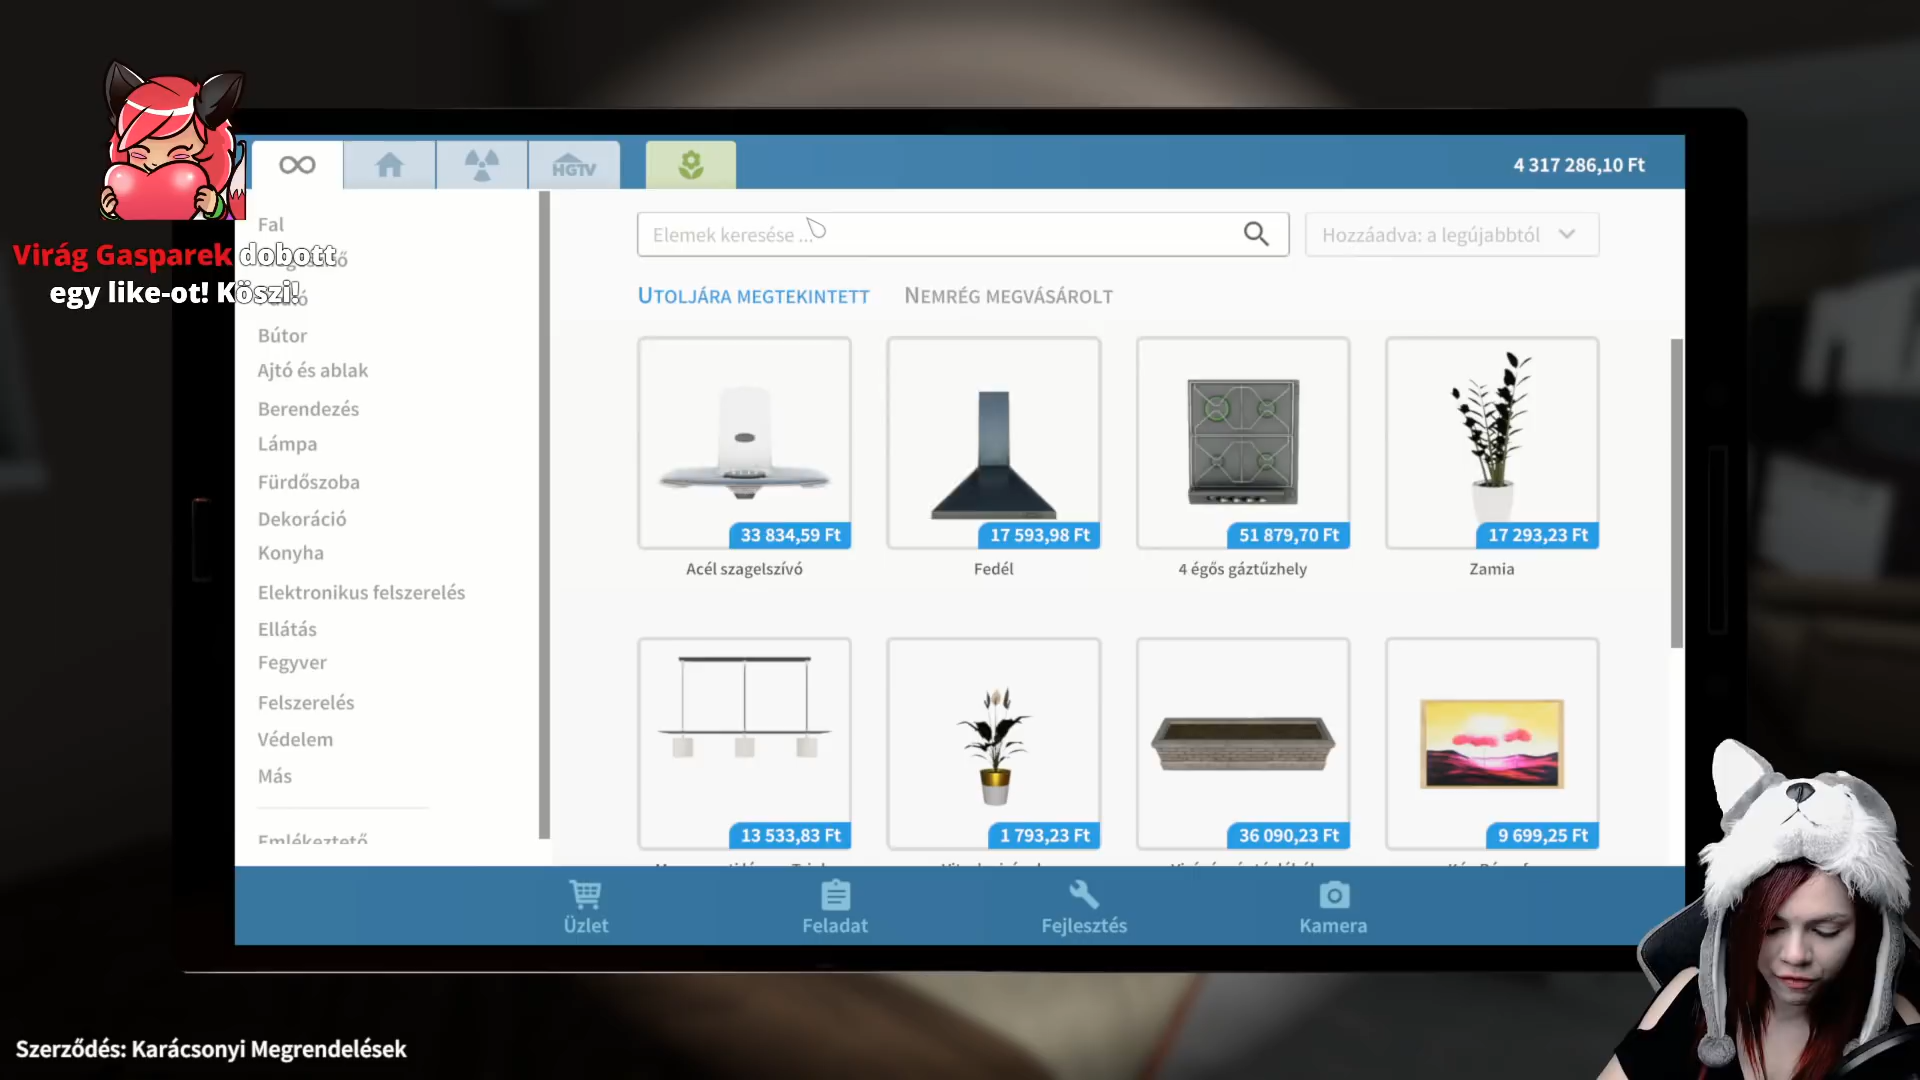 HGTV
4 317 286,10 Ft
Elemek keresése ...
Hozzáadva: a legújabbtól
Virág Gasparek dobott
egy like-ot! Köszi!
UTOLJÁRA MEGTEKINTETT
NEMRÉG MEGVÁSÁROLT
Fal
Bútor
Ajtó és ablak
Berendezés
Lámpa
Fürdőszoba
Dekoráció
Konyha
Elektronikus felszerelés
Ellátás
Fegyver
Felszerelés
Védelem
Más
Emlékeztető
33 834,59 Ft
17 593,98 Ft
51 879,70 Ft
17 293,23 Ft
Acél szagelszívó
Fedél
4 égős gáztűzhely
Zamia
13 533,83 Ft
1 793,23 Ft
36 090,23 Ft
9 699,25 Ft
Üzlet
Feladat
Fejlesztés
Kamera
Szerződés: Karácsonyi Megrendelések